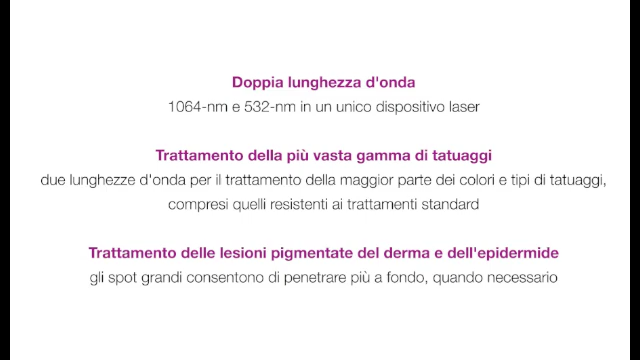 Doppia lunghezza d'onda
1064-nm e 532-nm in un unico dispositivo laser
Trattamento della più vasta gamma di tatuaggi
due lunghezze d'onda per il trattamento della maggior parte dei colori e tipi di tatuaggi,
compresi quelli resistenti ai trattamenti standard
Trattamento delle lesioni pigmentate del derma e dell'epidermide
gli spot grandi consentono di penetrare più a fondo, quando necessario